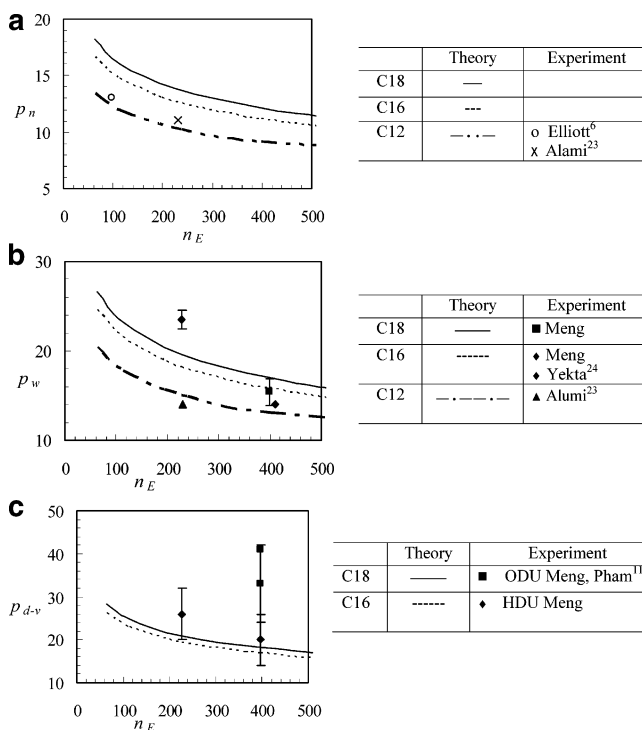 a
20
15
10
5
p n
0 100 200 300 400 500
n E
Theory Experiment
C18
C16
C12 o Elliott6
x Alami23
b
30
20
10
p w
0 100 200 300 400 500
n E
Theory Experiment
C18 Meng
C16 Meng
Yekta24
C12 Alumi23
c
50
40
30
20
10
p d-v
0 100 200 300 400 500
n E
Theory Experiment
C18 ODU Meng, Pham11
C16 HDU Meng